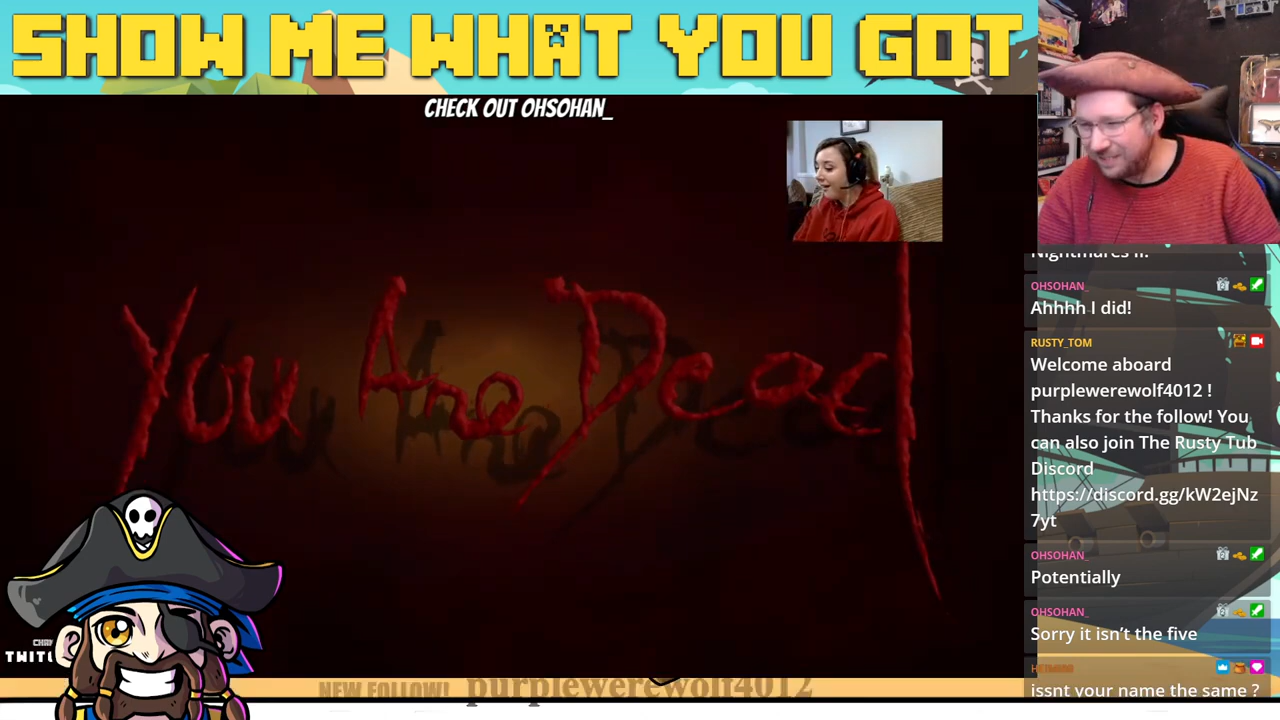 SHOW ME WHAT YOU GOT
CHECK OUT OHSOHAN_
You Are Dead
OHSOHAN_
Ahhhh I did!
RUSTY_TOM
Welcome aboard
purplewerewolf4012 !
Thanks for the follow! You
can also join The Rusty Tub
Discord
https://discord.gg/kW2ejNz
7yt
OHSOHAN_
Potentially
OHSOHAN_
Sorry it isn't the five
issnt your name the same ?
NEW FOLLOW! purplewerewolf4012